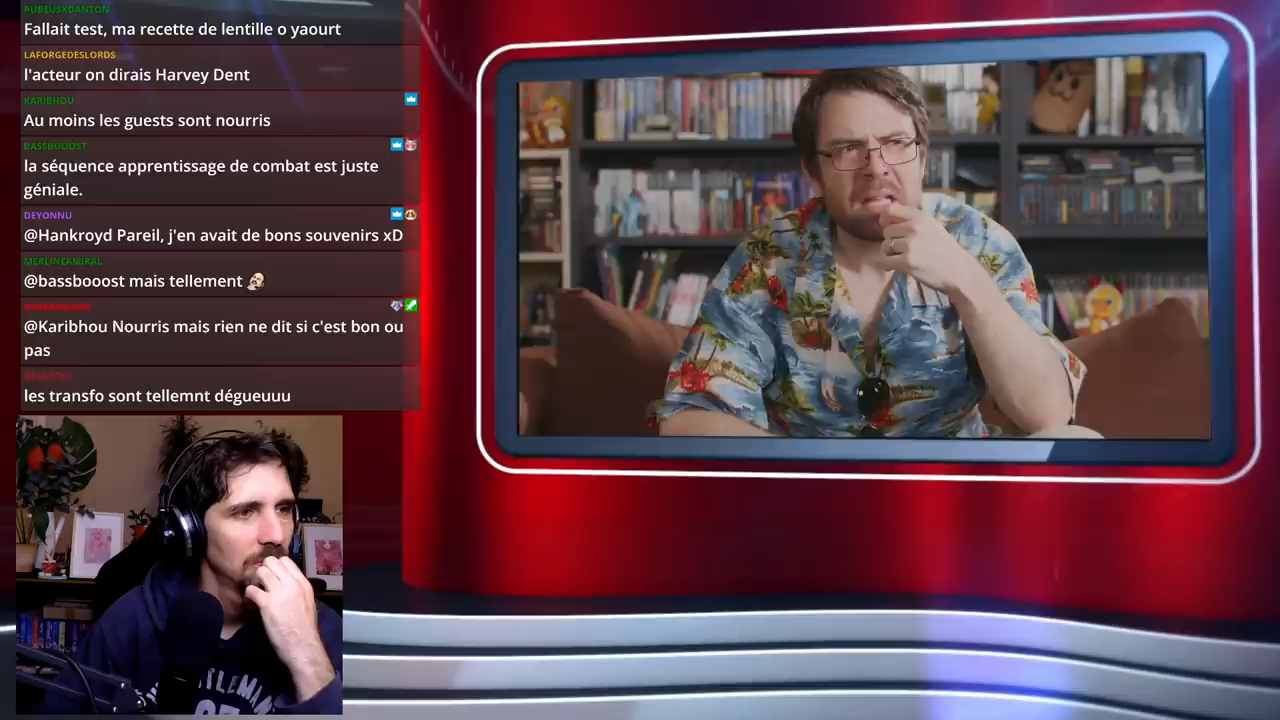 RUBEUSXDANTON
Fallait test, ma recette de lentille o yaourt
LAFORGEDESLORDS
l'acteur on dirais Harvey Dent
KARIBHOU
Au moins les guests sont nourris
BASSBOOOST
la séquence apprentissage de combat est juste
géniale.
DEYONNU
@Hankroyd Pareil, j'en avait de bons souvenirs xD
MERLINEAMIRAL
@bassbooost mais tellement
@Karibhou Nourris mais rien ne dit si c'est bon ou
pas
les transfo sont tellemnt dégueuuu